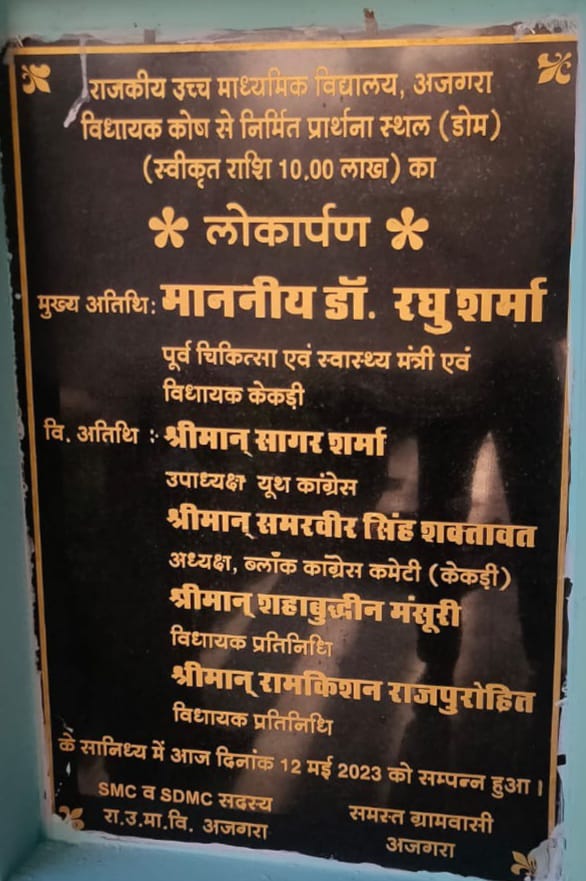 राजकीय उच्च माध्यमिक विद्यालय, अजगरा
विधायक कोष से निर्मित प्रार्थना स्थल (डोम)
(स्वीकृत राशि 10.00 लाख) का
* लोकार्पण *
मुख्य अतिथि: माननीय डॉ. रघु शर्मा
पूर्व चिकित्सा एवं स्वास्थ्य मंत्री एवं
विधायक केकड़ी
वि. अतिथि : श्रीमान् सागर शर्मा
उपाध्यक्ष यूथ कांग्रेस
श्रीमान् समरवीर सिंह शक्तावत
अध्यक्ष, ब्लॉक कांग्रेस कमेटी (केकड़ी)
श्रीमान् शहाबुद्धीन मंसूरी
विधायक प्रतिनिधि
श्रीमान् रामकिशन राजपुरोहित
विधायक प्रतिनिधि
के सानिध्य में आज दिनांक 12 मई 2023 को सम्पन्न हुआ।
SMC व SDMC सदस्य
रा.उ.मा.वि. अजगरा
समस्त ग्रामवासी
अजगरा